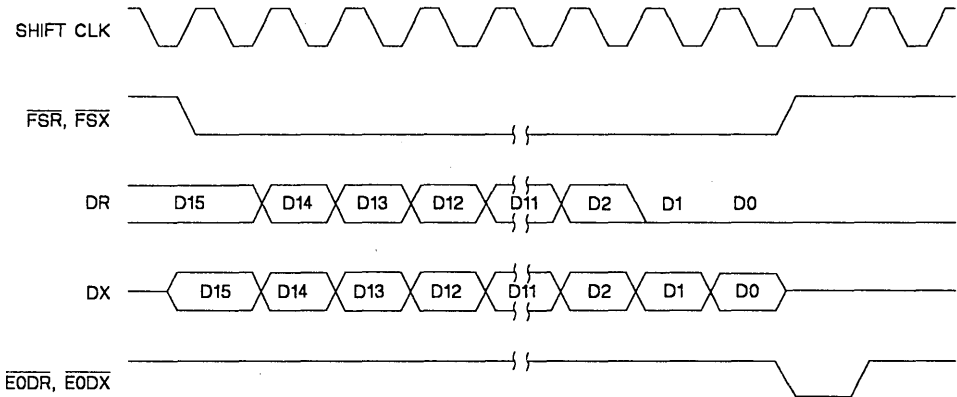 SHIFT CLK
FSR, FSX
DR D15 D14 D13 D12 D11 D2 D1 D0
DX D15 D14 D13 D12 D11 D2 D1 D0
EODR, EODX